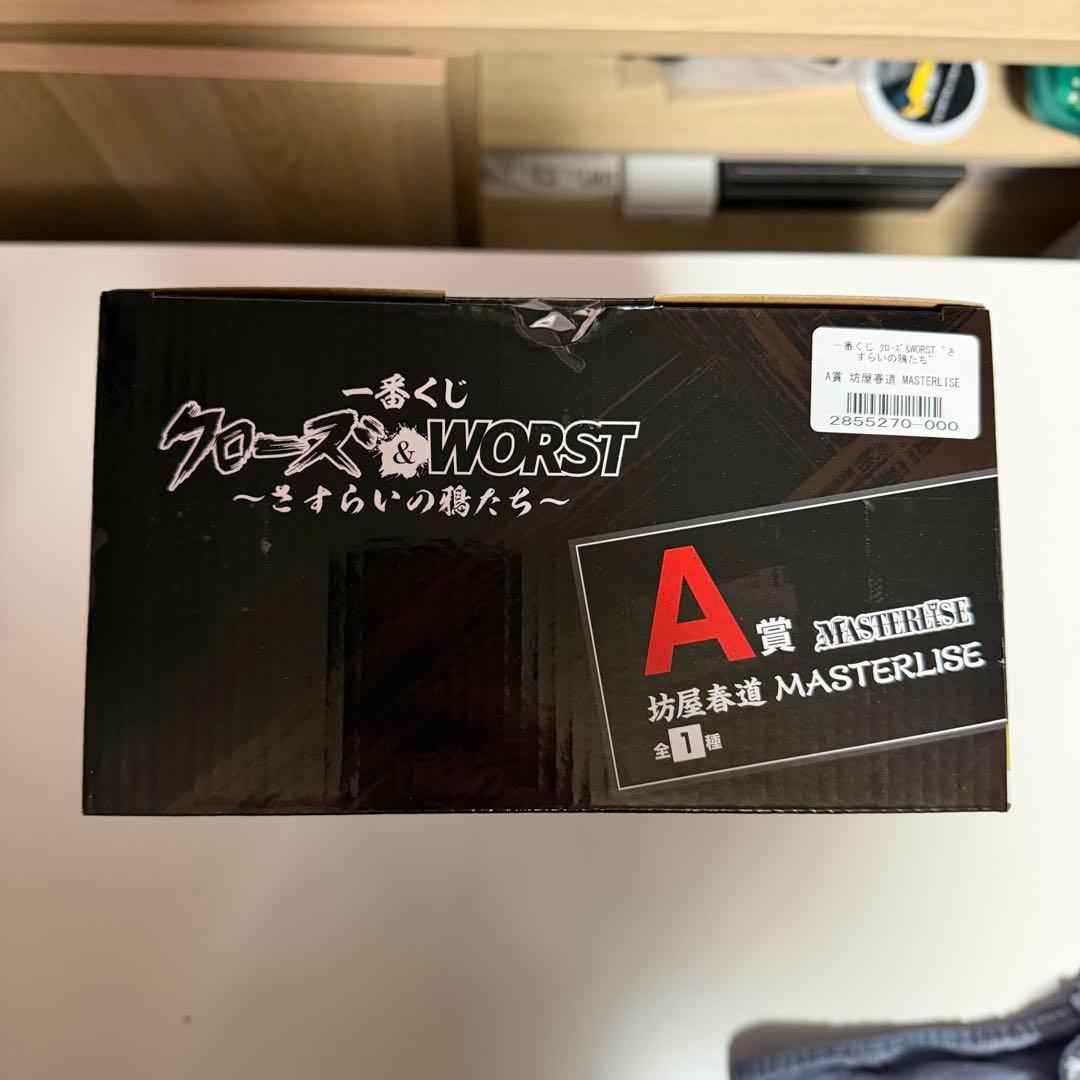 一番くじ
クローズ&WORST
～さすらいの鴉たち～
一番くじ ｸﾛｰｽﾞ&WORST ~さ
すらいの鴉たち~
A賞 坊屋春道 MASTERLISE
2855270-000
A賞 MASTERLISE
坊屋春道 MASTERLISE
全1種